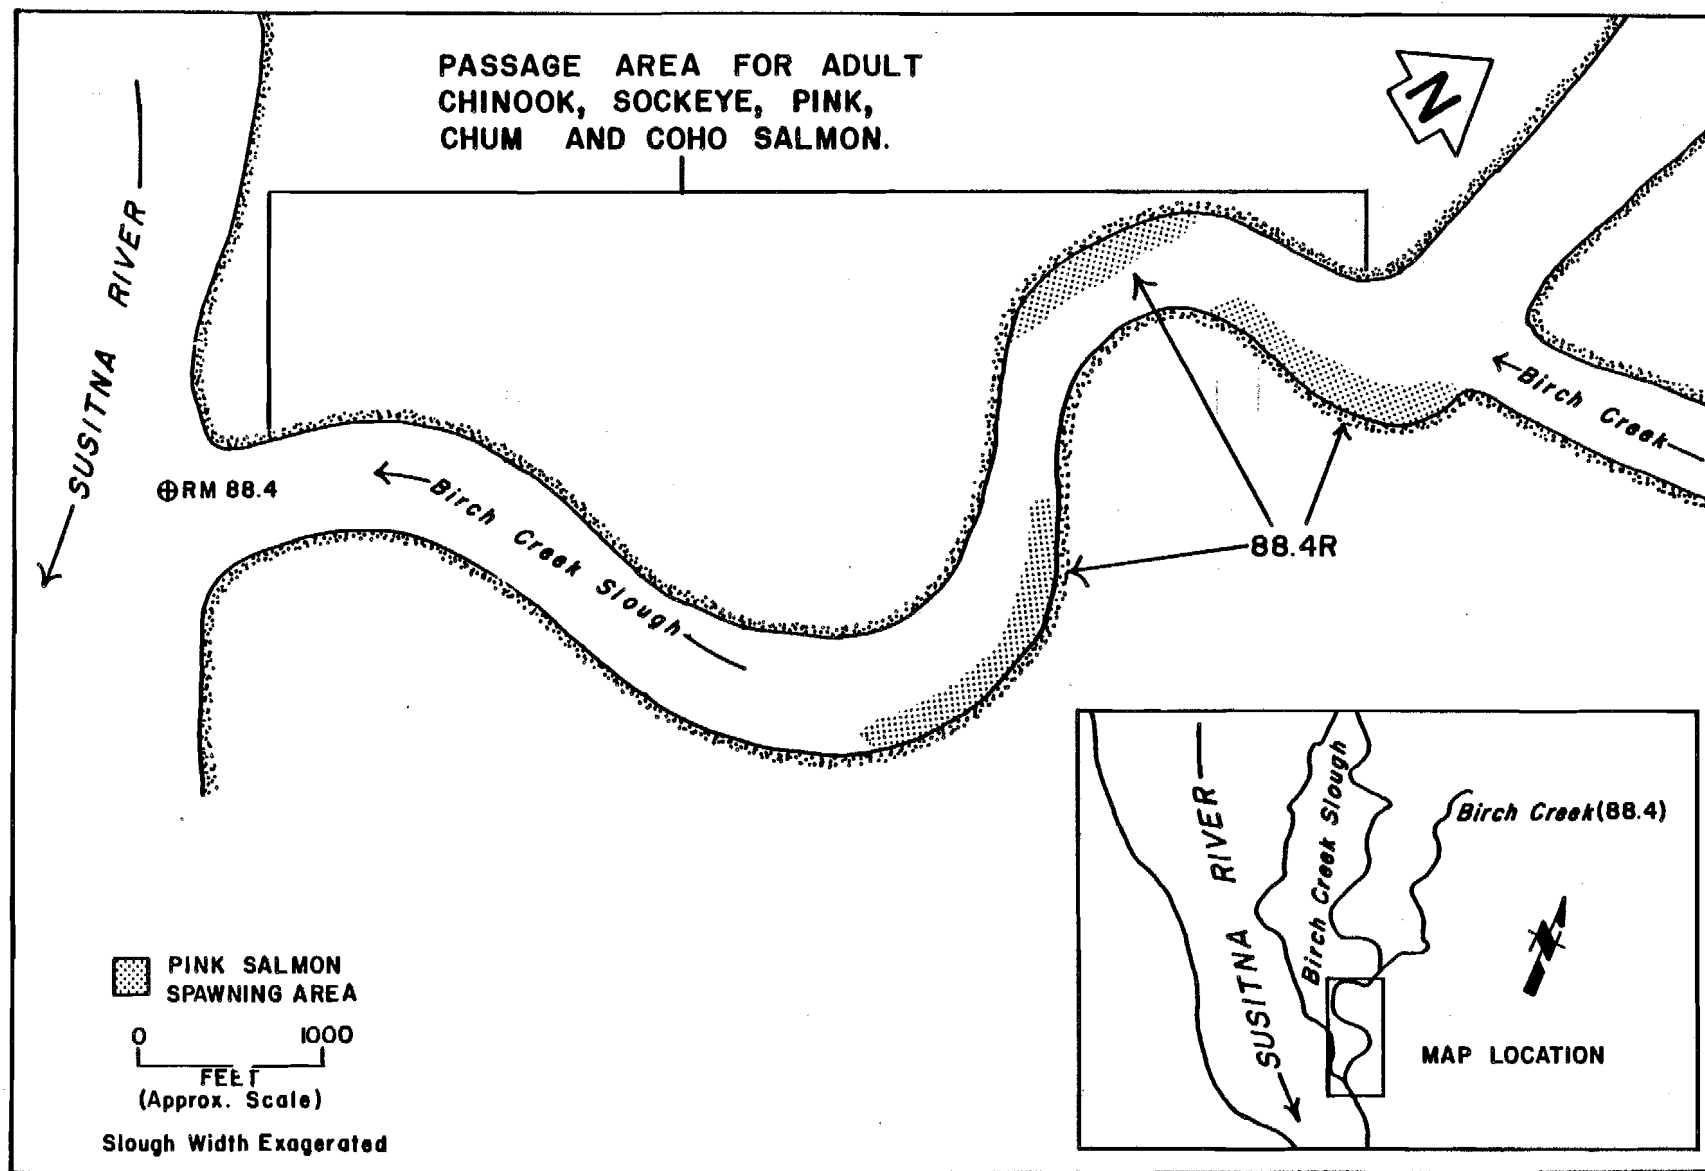 PASSAGE AREA FOR ADULT
CHINOOK, SOCKEYE, PINK,
CHUM AND COHO SALMON.
N
SUSITNA RIVER
⊕RM 88.4
Birch Creek Slough
Birch Creek
88.4R
PINK SALMON
SPAWNING AREA
0 1000
FEET
(Approx. Scale)
Slough Width Exagerated
SUSITNA RIVER
Birch Creek Slough
Birch Creek(88.4)
N
MAP LOCATION